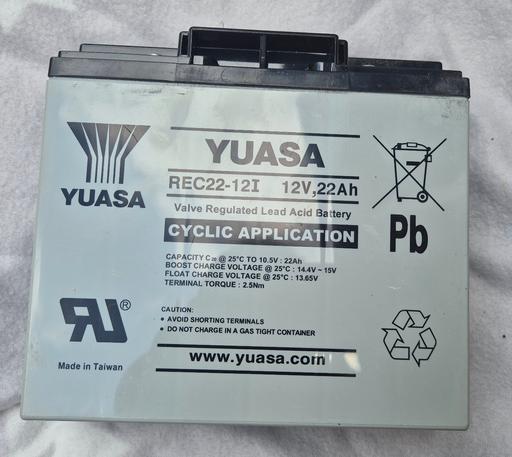 YUASA
YUASA
REC22-12I 12V,22Ah
Valve Regulated Lead Acid Battery
CYCLIC APPLICATION
CAPACITY C20 @ 25°C TO 10.5V : 22Ah
BOOST CHARGE VOLTAGE @ 25°C : 14.4V ~ 15V
FLOAT CHARGE VOLTAGE @ 25°C : 13.65V
TERMINAL TORQUE : 2.5Nm
Pb
RU®
Made in Taiwan
CAUTION:
• AVOID SHORTING TERMINALS
• DO NOT CHARGE IN A GAS TIGHT CONTAINER
www.yuasa.com